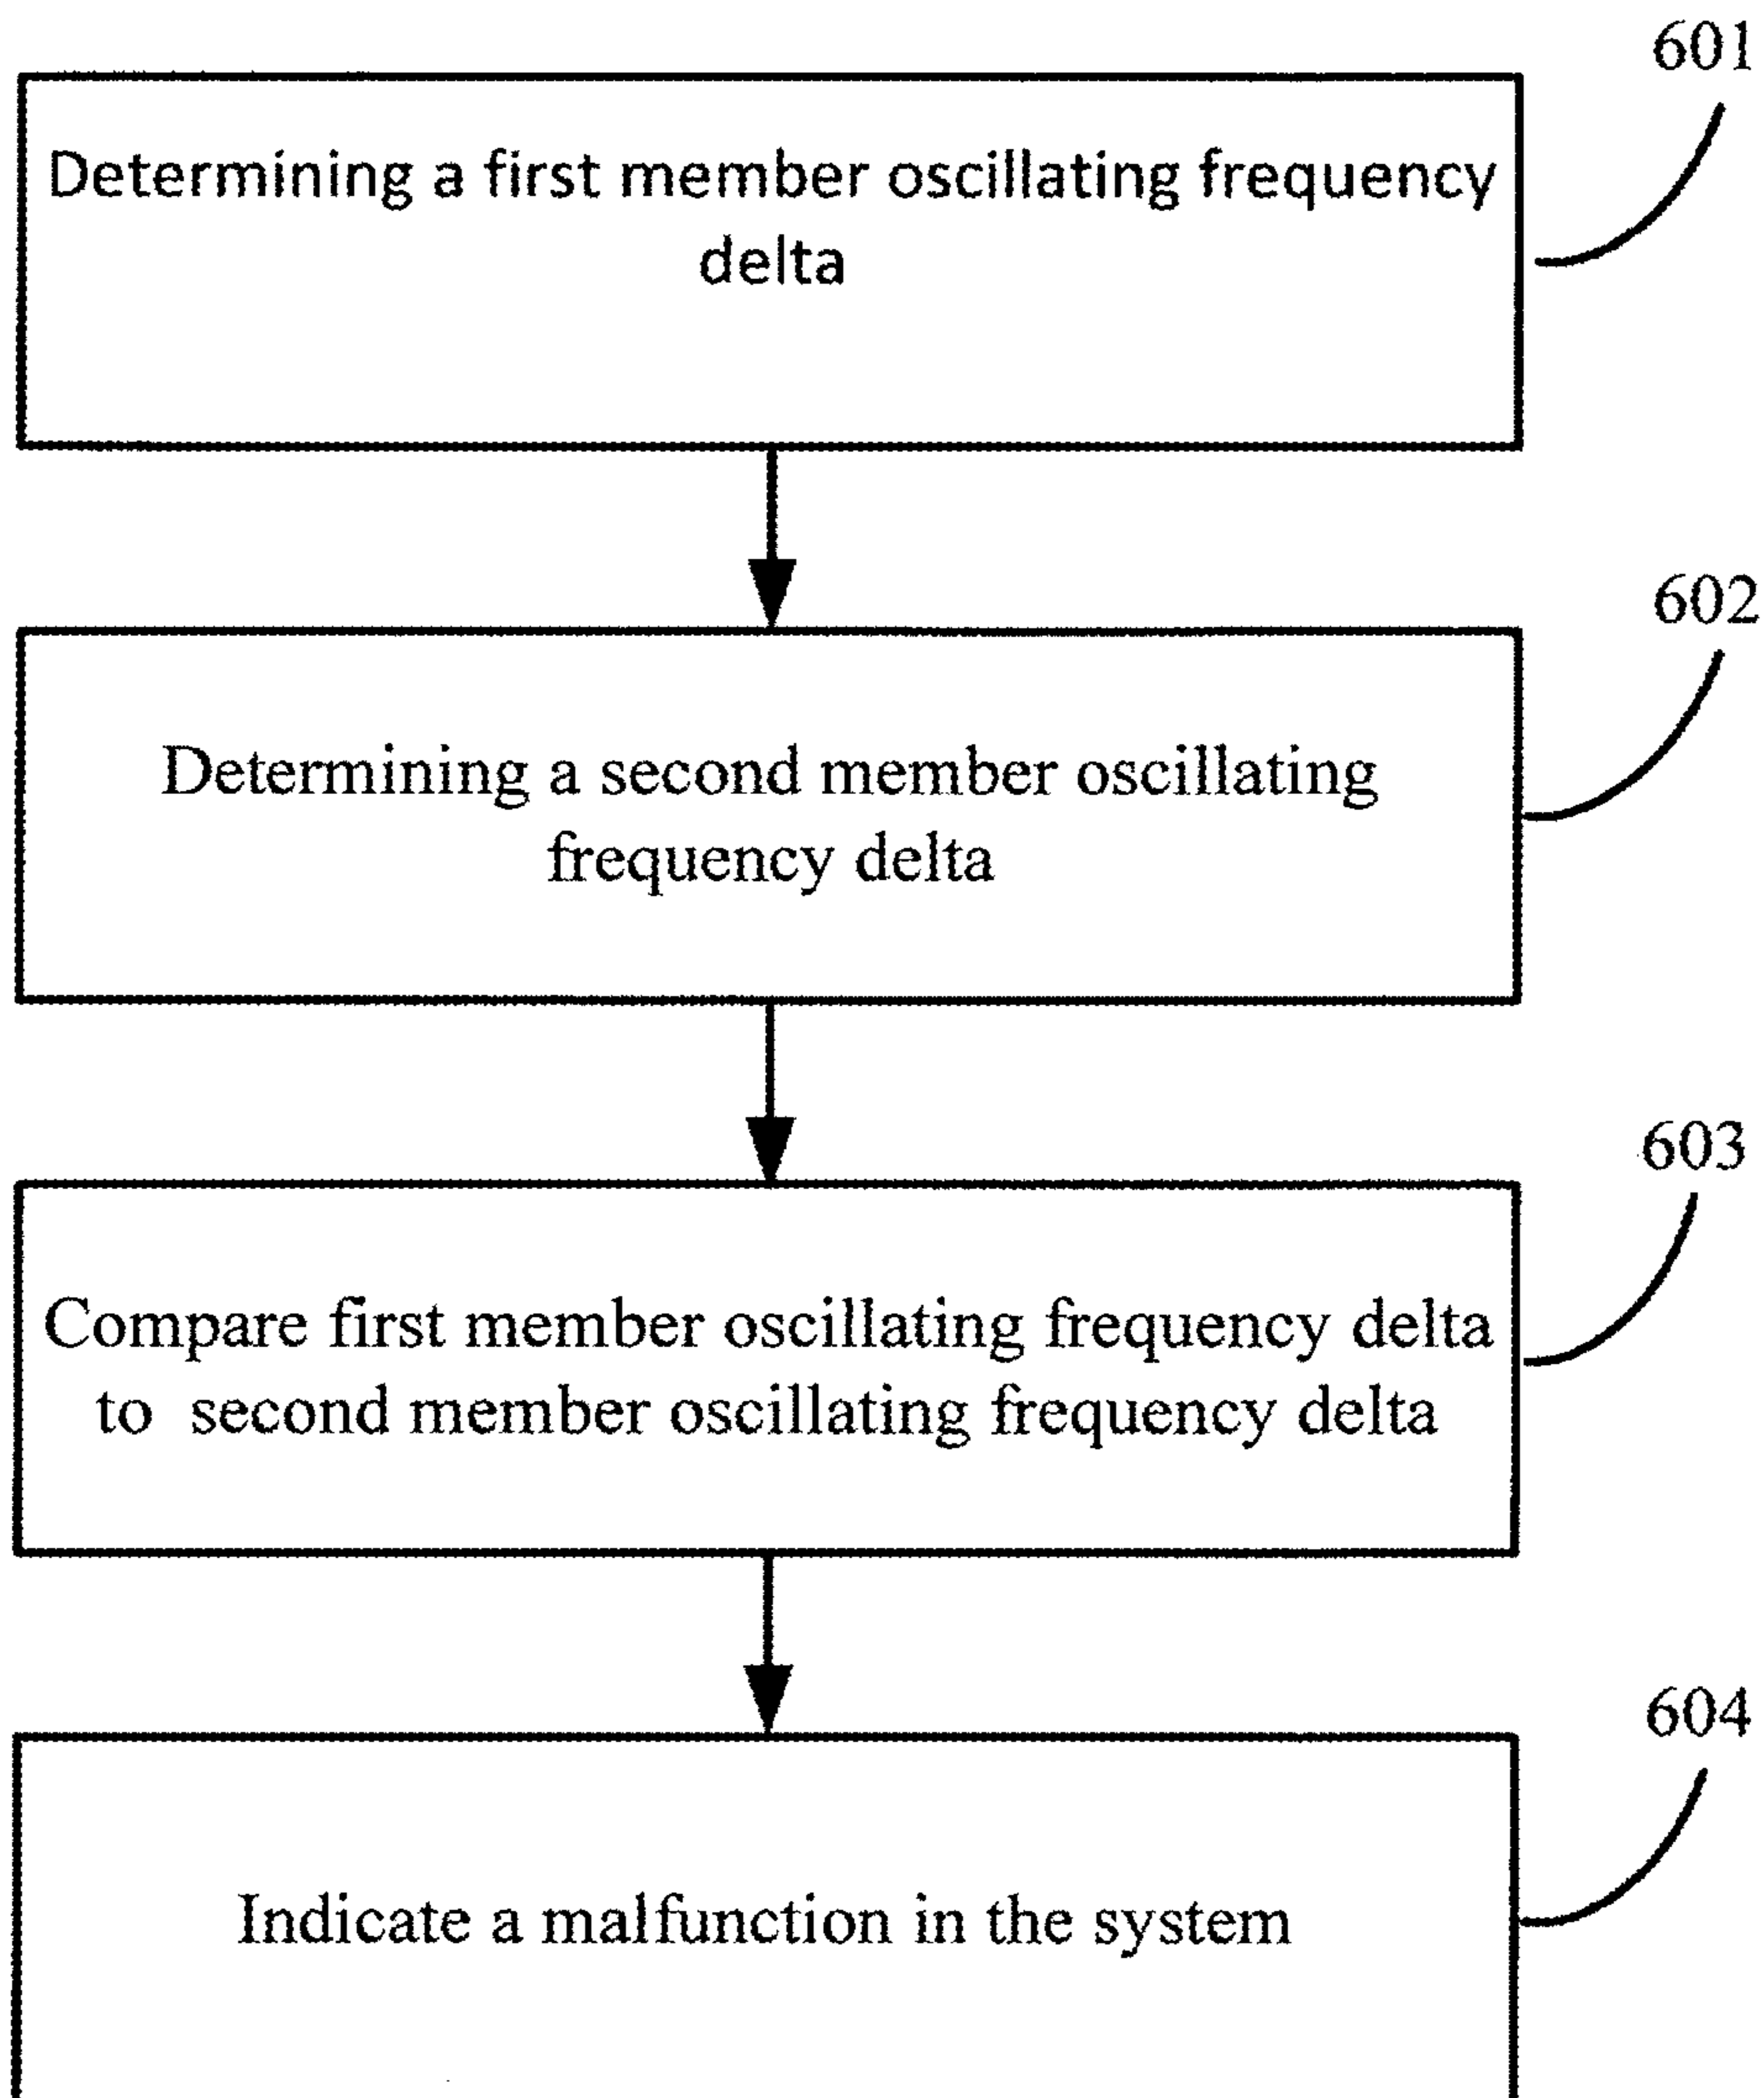 601
Determining a first member oscillating frequency
delta
602
Determining a second member oscillating
frequency delta
603
Compare first member oscillating frequency delta
to second member oscillating frequency delta
604
Indicate a malfunction in the system